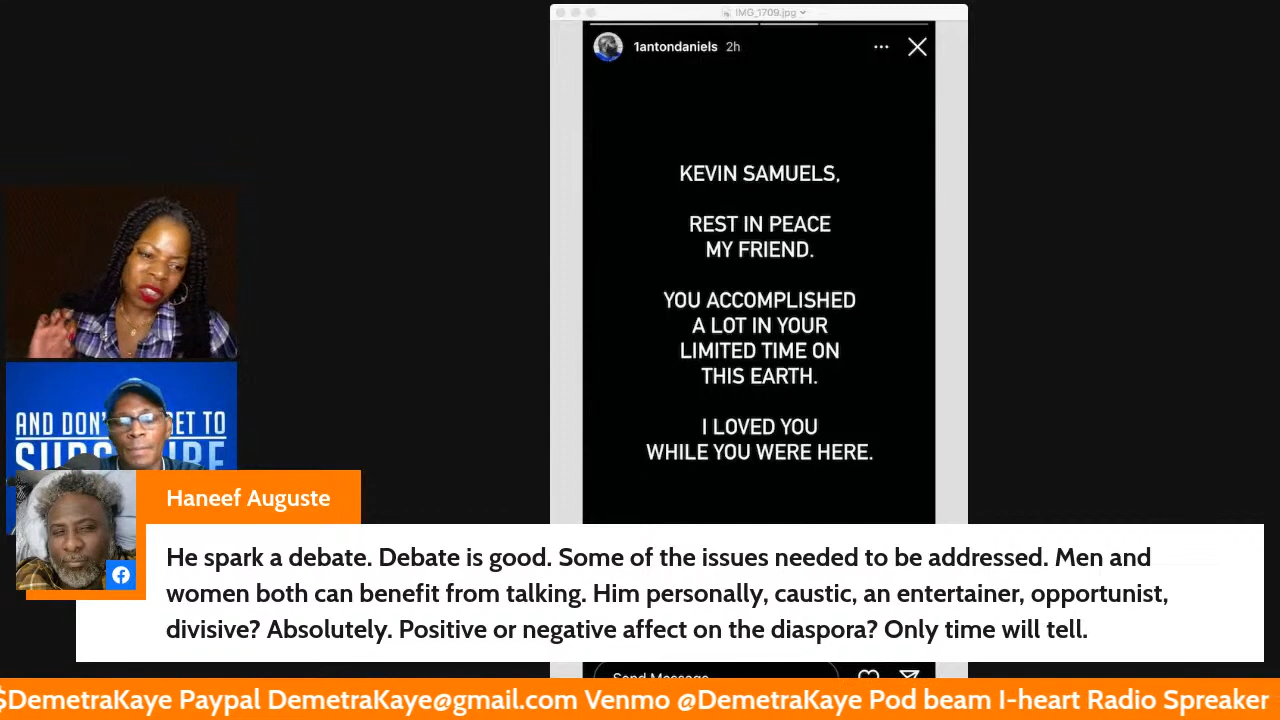 IMG_1709.jpg
1antondaniels 2h
KEVIN SAMUELS,
REST IN PEACE
MY FRIEND.
YOU ACCOMPLISHED
A LOT IN YOUR
LIMITED TIME ON
THIS EARTH.
I LOVED YOU
WHILE YOU WERE HERE.
AND DON' ET TO
SU RE
Haneef Auguste
He spark a debate. Debate is good. Some of the issues needed to be addressed. Men and
women both can benefit from talking. Him personally, caustic, an entertainer, opportunist,
divisive? Absolutely. Positive or negative affect on the diaspora? Only time will tell.
Send Message
$DemetraKaye Paypal DemetraKaye@gmail.com Venmo @DemetraKaye Pod beam I-heart Radio Spreaker